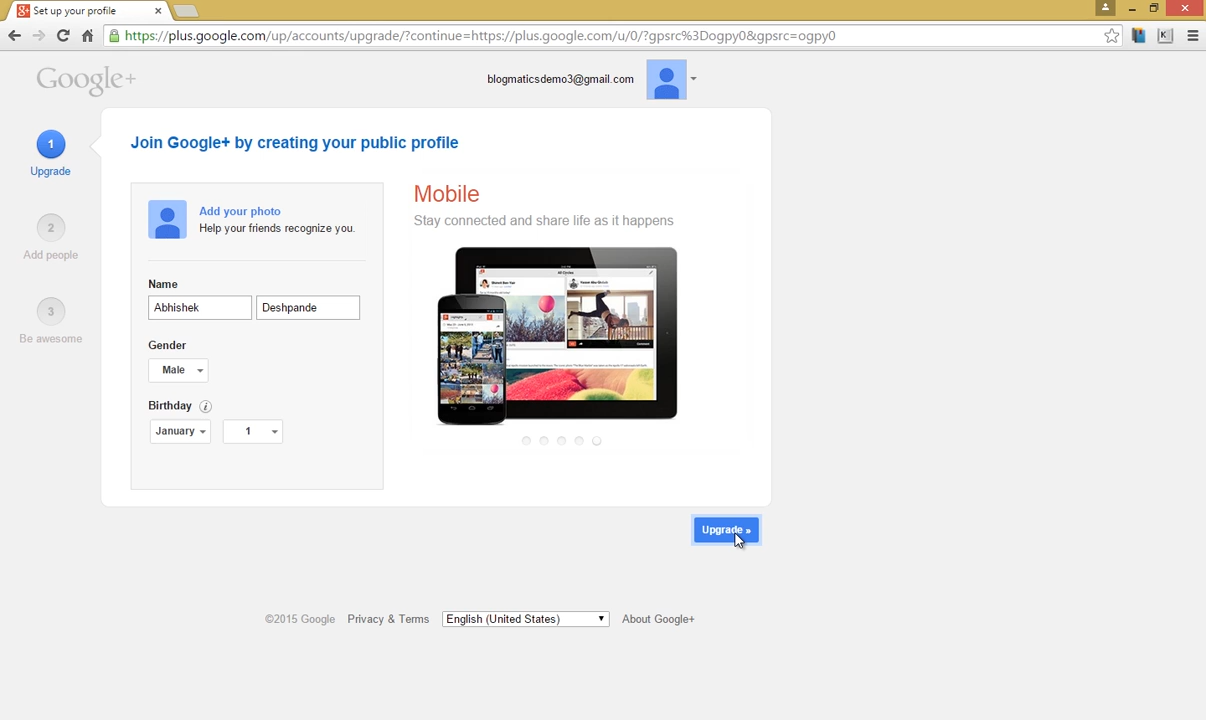 Set up your profile
https://plus.google.com/up/accounts/upgrade/?continue=https://plus.google.com/u/0/?gpsrc%3Dogpy0&gpsrc=ogpy0
Google+
blogmaticsdemo3@gmail.com
1
Upgrade
2
Add people
3
Be awesome
Join Google+ by creating your public profile
Add your photo
Help your friends recognize you.
Name
Abhishek
Deshpande
Gender
Male
Birthday
January
1
Mobile
Stay connected and share life as it happens
Upgrade »
©2015 Google
Privacy & Terms
English (United States)
About Google+